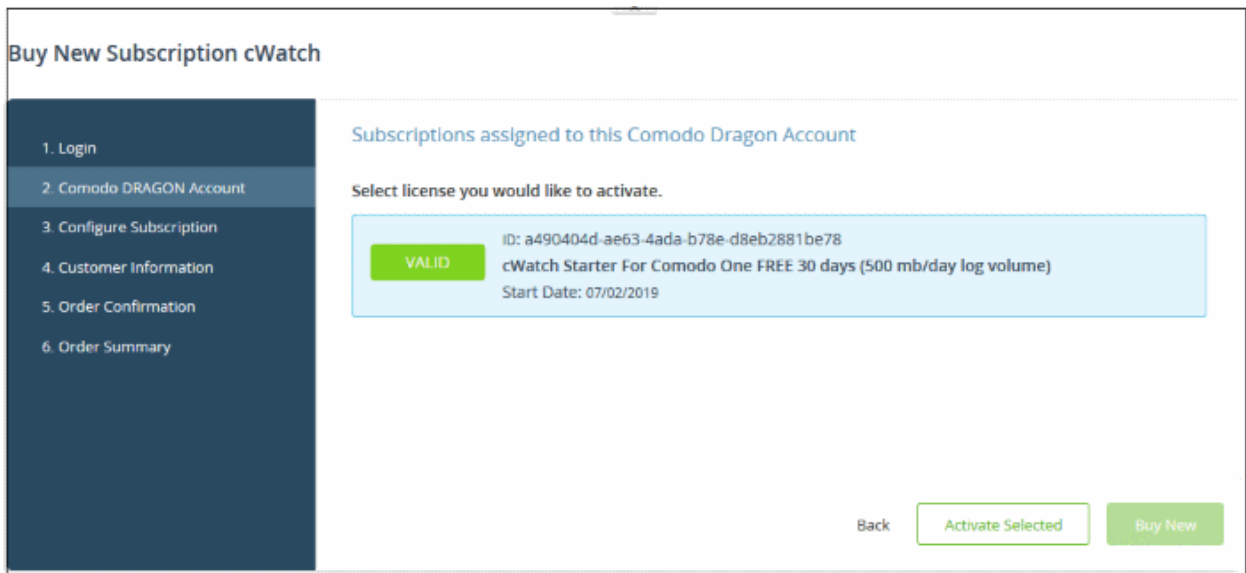 Buy New Subscription cWatch
1. Login
2. Comodo DRAGON Account
3. Configure Subscription
4. Customer Information
5. Order Confirmation
6. Order Summary
Subscriptions assigned to this Comodo Dragon Account
Select license you would like to activate.
VALID
ID: a490404d-ae63-4ada-b78e-d8eb2881be78
cWatch Starter For Comodo One FREE 30 days (500 mb/day log volume)
Start Date: 07/02/2019
Back
Activate Selected
Buy New